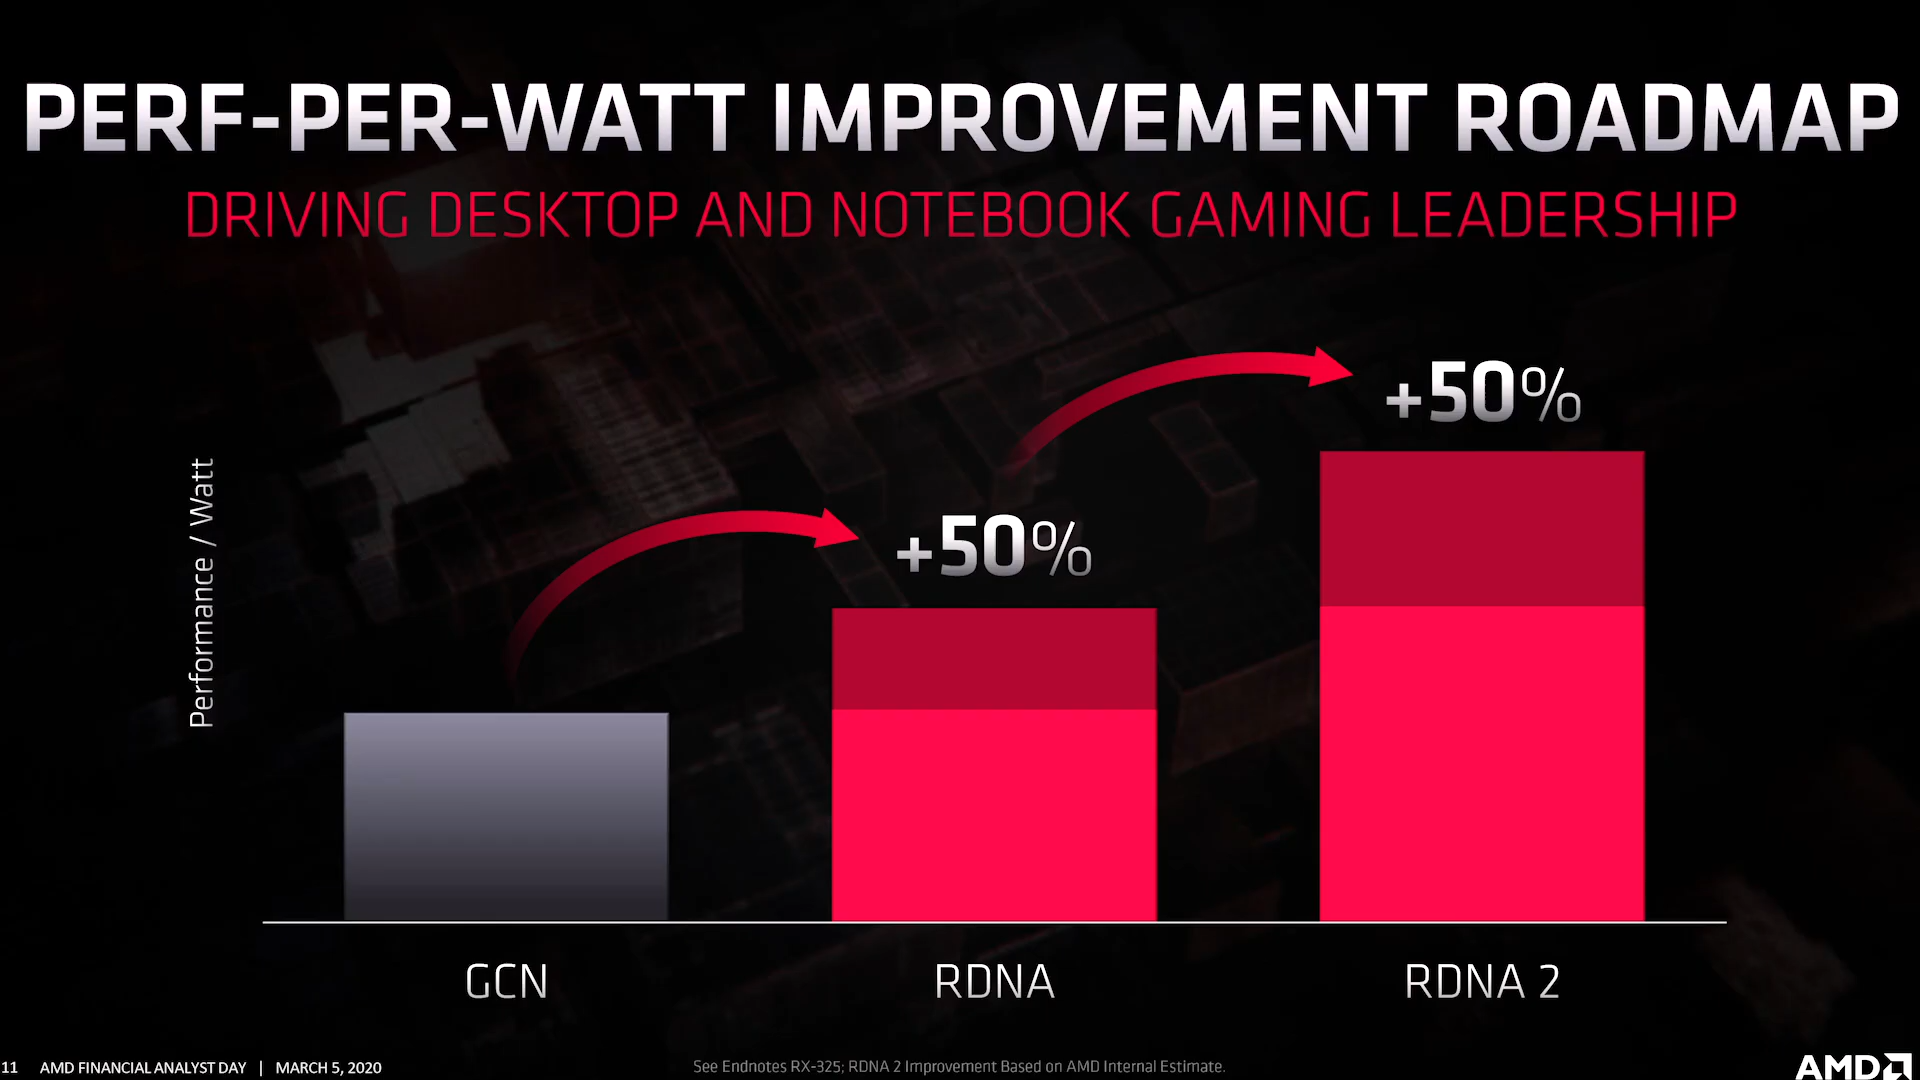 PERF-PER-WATT IMPROVEMENT ROADMAP
DRIVING DESKTOP AND NOTEBOOK GAMING LEADERSHIP
+50%
+50%
Performance / Watt
GCN
RDNA
RDNA 2
11 AMD FINANCIAL ANALYST DAY | MARCH 5, 2020
See Endnotes RX-325; RDNA 2 Improvement Based on AMD Internal Estimate.
AMD